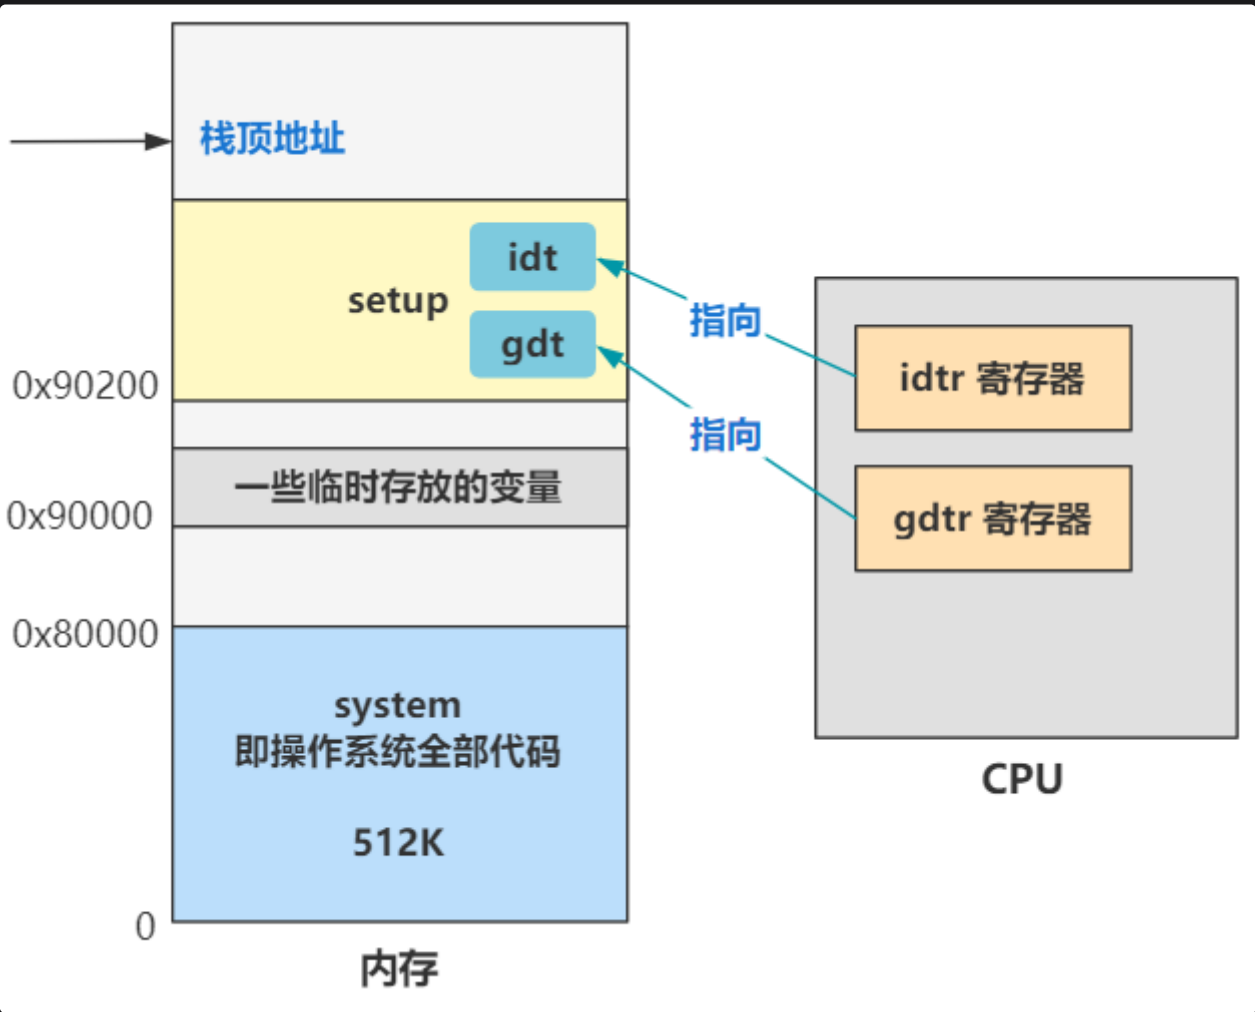 栈顶地址
idt
setup
指向
gdt
0x90200
idtr 寄存器
指向
一些临时存放的变量
0x90000
gdtr 寄存器
0x80000
system
即操作系统全部代码
CPU
512K
0
内存